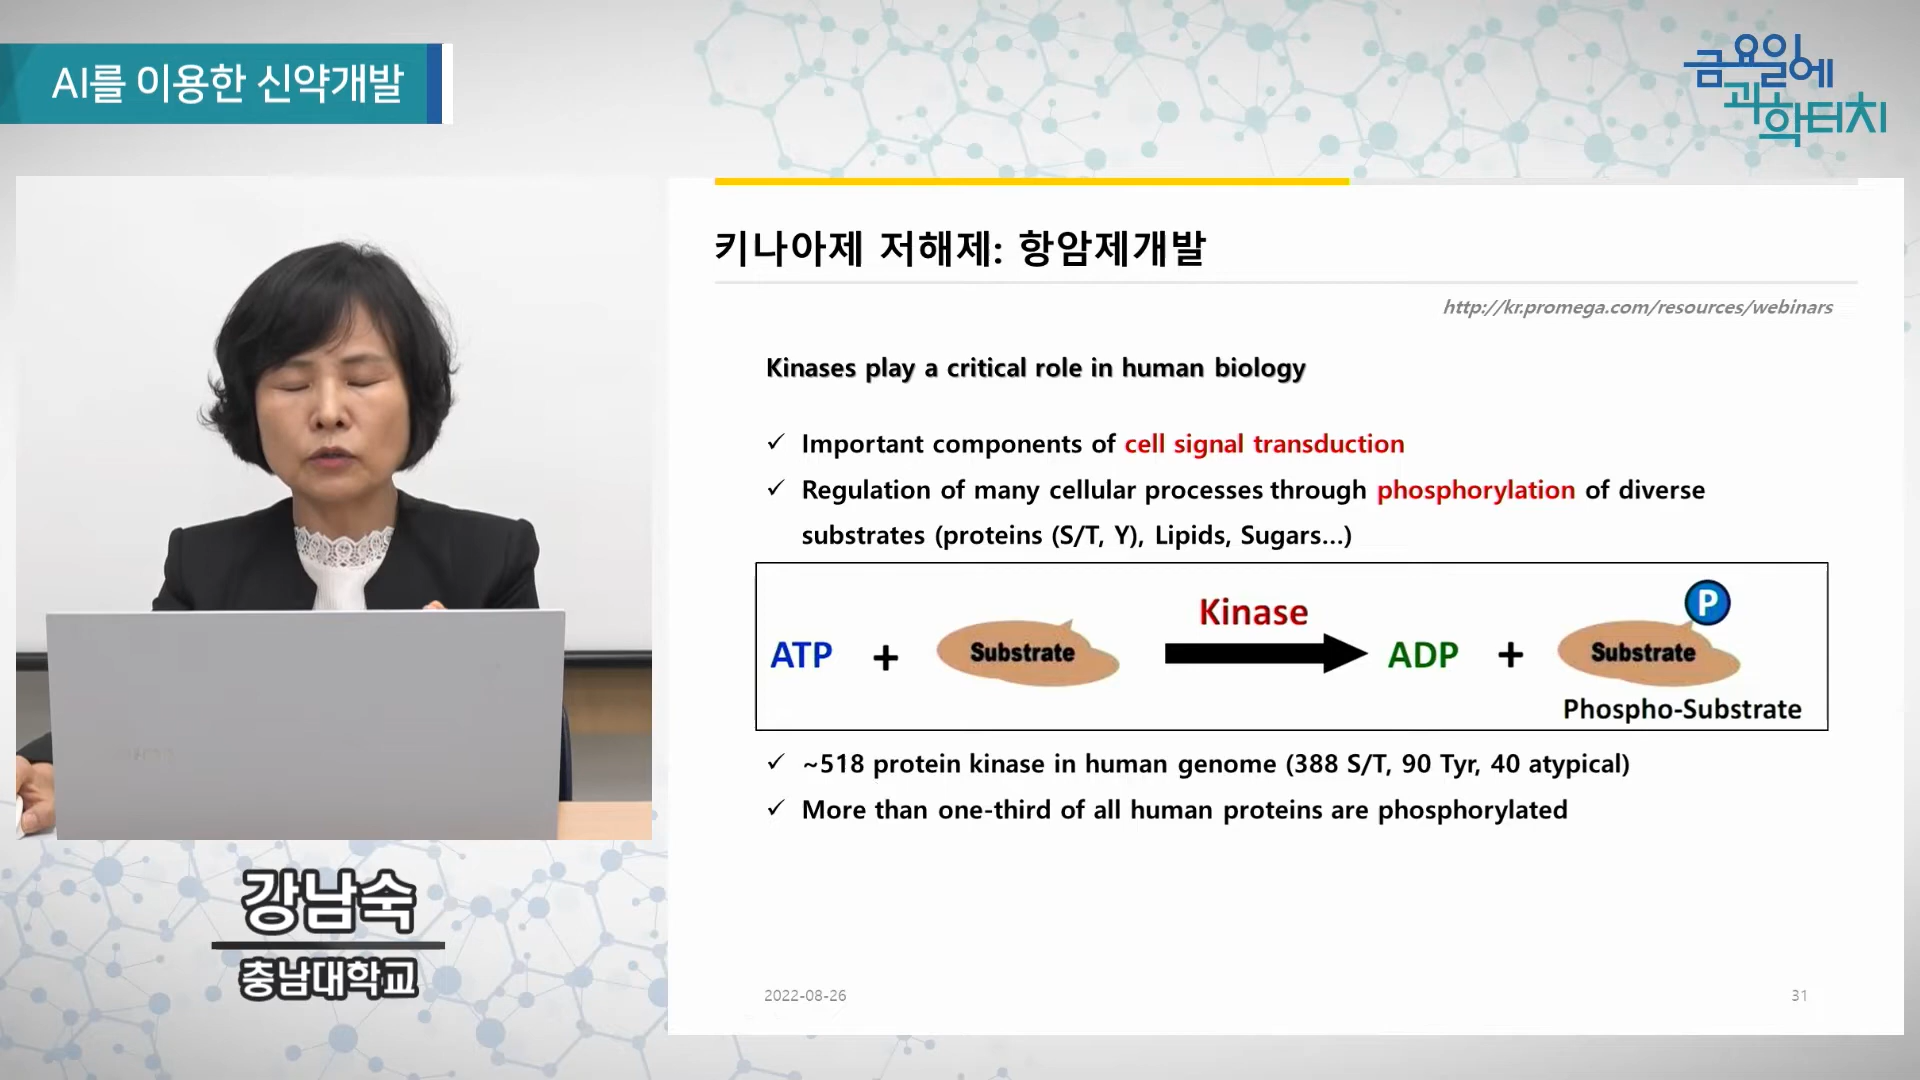 AI를 이용한 신약개발
금요일에
과학터치
키나아제 저해제: 항암제개발
http://kr.promega.com/resources/webinars
Kinases play a critical role in human biology
✓ Important components of cell signal transduction
✓ Regulation of many cellular processes through phosphorylation of diverse
substrates (proteins (S/T, Y), Lipids, Sugars...)
ATP + Substrate Kinase ADP + Substrate P
Phospho-Substrate
✓ ~518 protein kinase in human genome (388 S/T, 90 Tyr, 40 atypical)
✓ More than one-third of all human proteins are phosphorylated
강남숙
충남대학교
2022-08-26
31